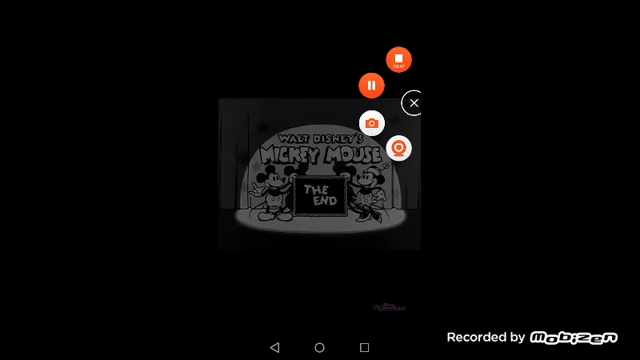 WALT DISNEY'S
MICKEY MOUSE
THE
END
Recorded by mobizen